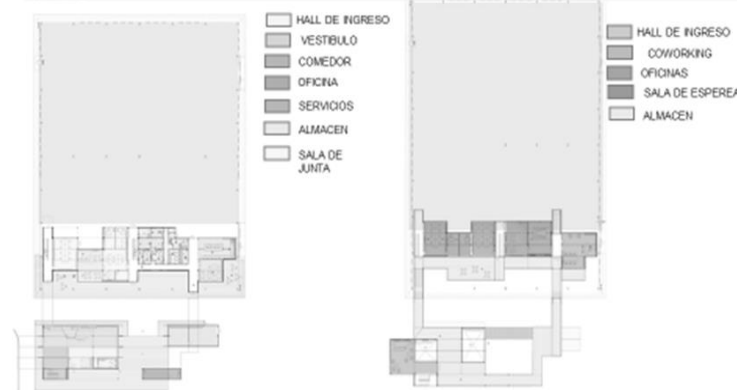 HALL DE INGRESO
VESTIBULO
COMEDOR
OFICINA
SERVICIOS
ALMACEN
SALA DE
JUNTA
HALL DE INGRESO
COWORKING
OFICINAS
SALA DE ESPEREA
ALMACEN